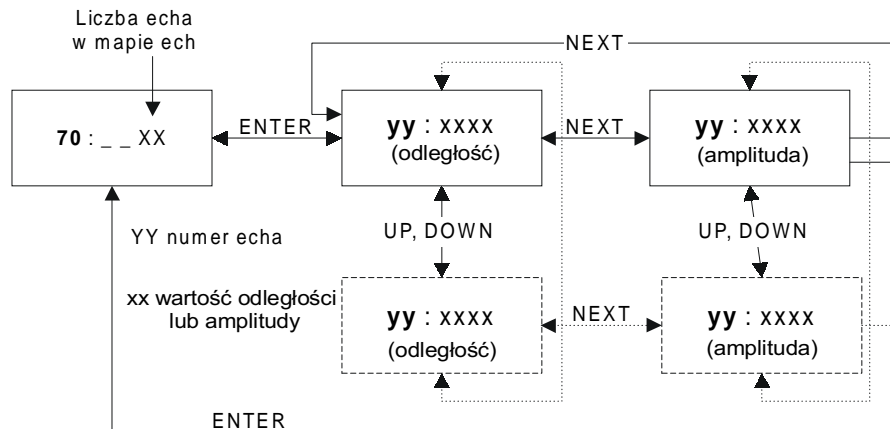 Liczba echa
w mapie ech
NEXT
70 : _ _ XX
ENTER
yy : xxxx
(odległość)
NEXT
yy : xxxx
(amplituda)
YY numer echa
UP, DOWN
UP, DOWN
xx wartość odległości
lub amplitudy
yy : xxxx
(odległość)
NEXT
yy : xxxx
(amplituda)
ENTER